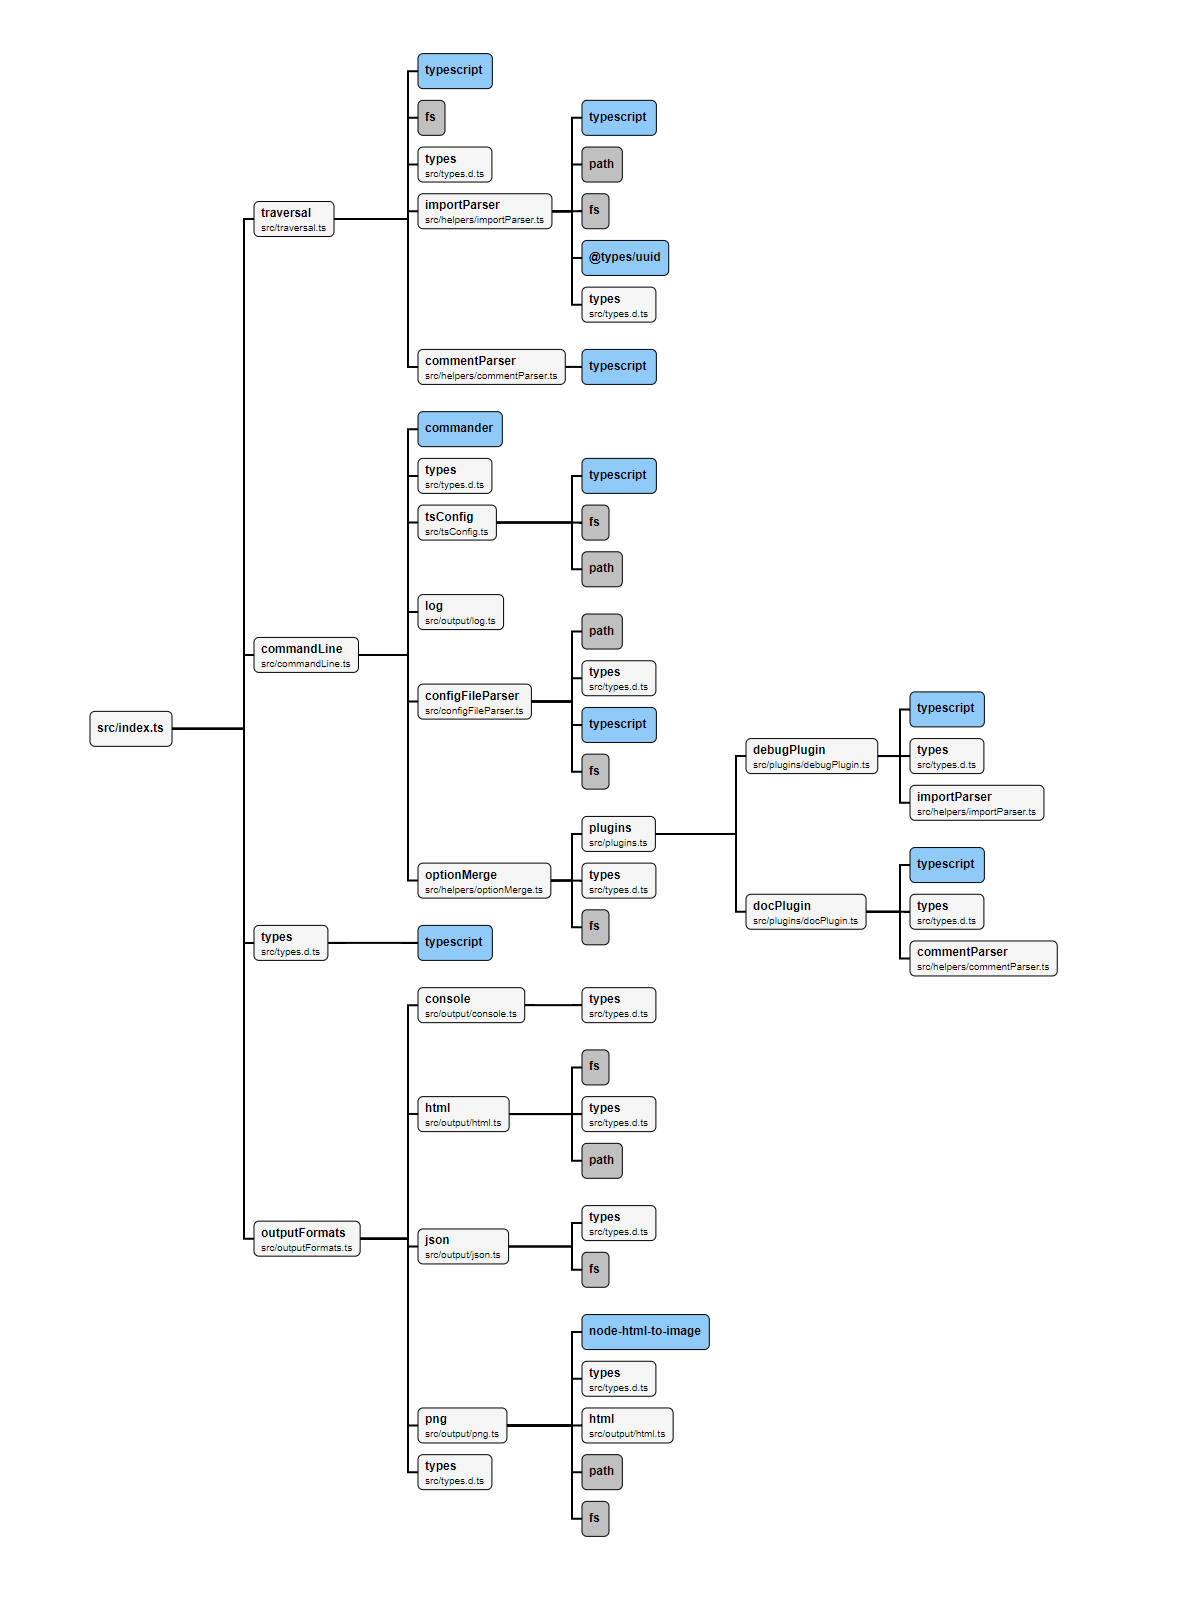 typescript
fs
typescript
types
src/types.d.ts
path
importParser
src/helpers/importParser.ts
fs
traversal
src/traversal.ts
@types/uuid
types
src/types.d.ts
commentParser
src/helpers/commentParser.ts
typescript
commander
types
src/types.d.ts
typescript
tsConfig
src/tsConfig.ts
fs
path
log
src/output/log.ts
path
commandLine
src/commandLine.ts
types
src/types.d.ts
configFileParser
src/configFileParser.ts
typescript
fs
src/index.ts
typescript
debugPlugin
src/plugins/debugPlugin.ts
types
src/types.d.ts
importParser
src/helpers/importParser.ts
plugins
src/plugins.ts
typescript
optionMerge
src/helpers/optionMerge.ts
types
src/types.d.ts
fs
docPlugin
src/plugins/docPlugin.ts
types
src/types.d.ts
commentParser
src/helpers/commentParser.ts
types
src/types.d.ts
typescript
console
src/output/console.ts
types
src/types.d.ts
fs
html
src/output/html.ts
types
src/types.d.ts
path
outputFormats
src/outputFormats.ts
types
src/types.d.ts
json
src/output/json.ts
fs
node-html-to-image
types
src/types.d.ts
png
src/output/png.ts
html
src/output/html.ts
types
src/types.d.ts
path
fs